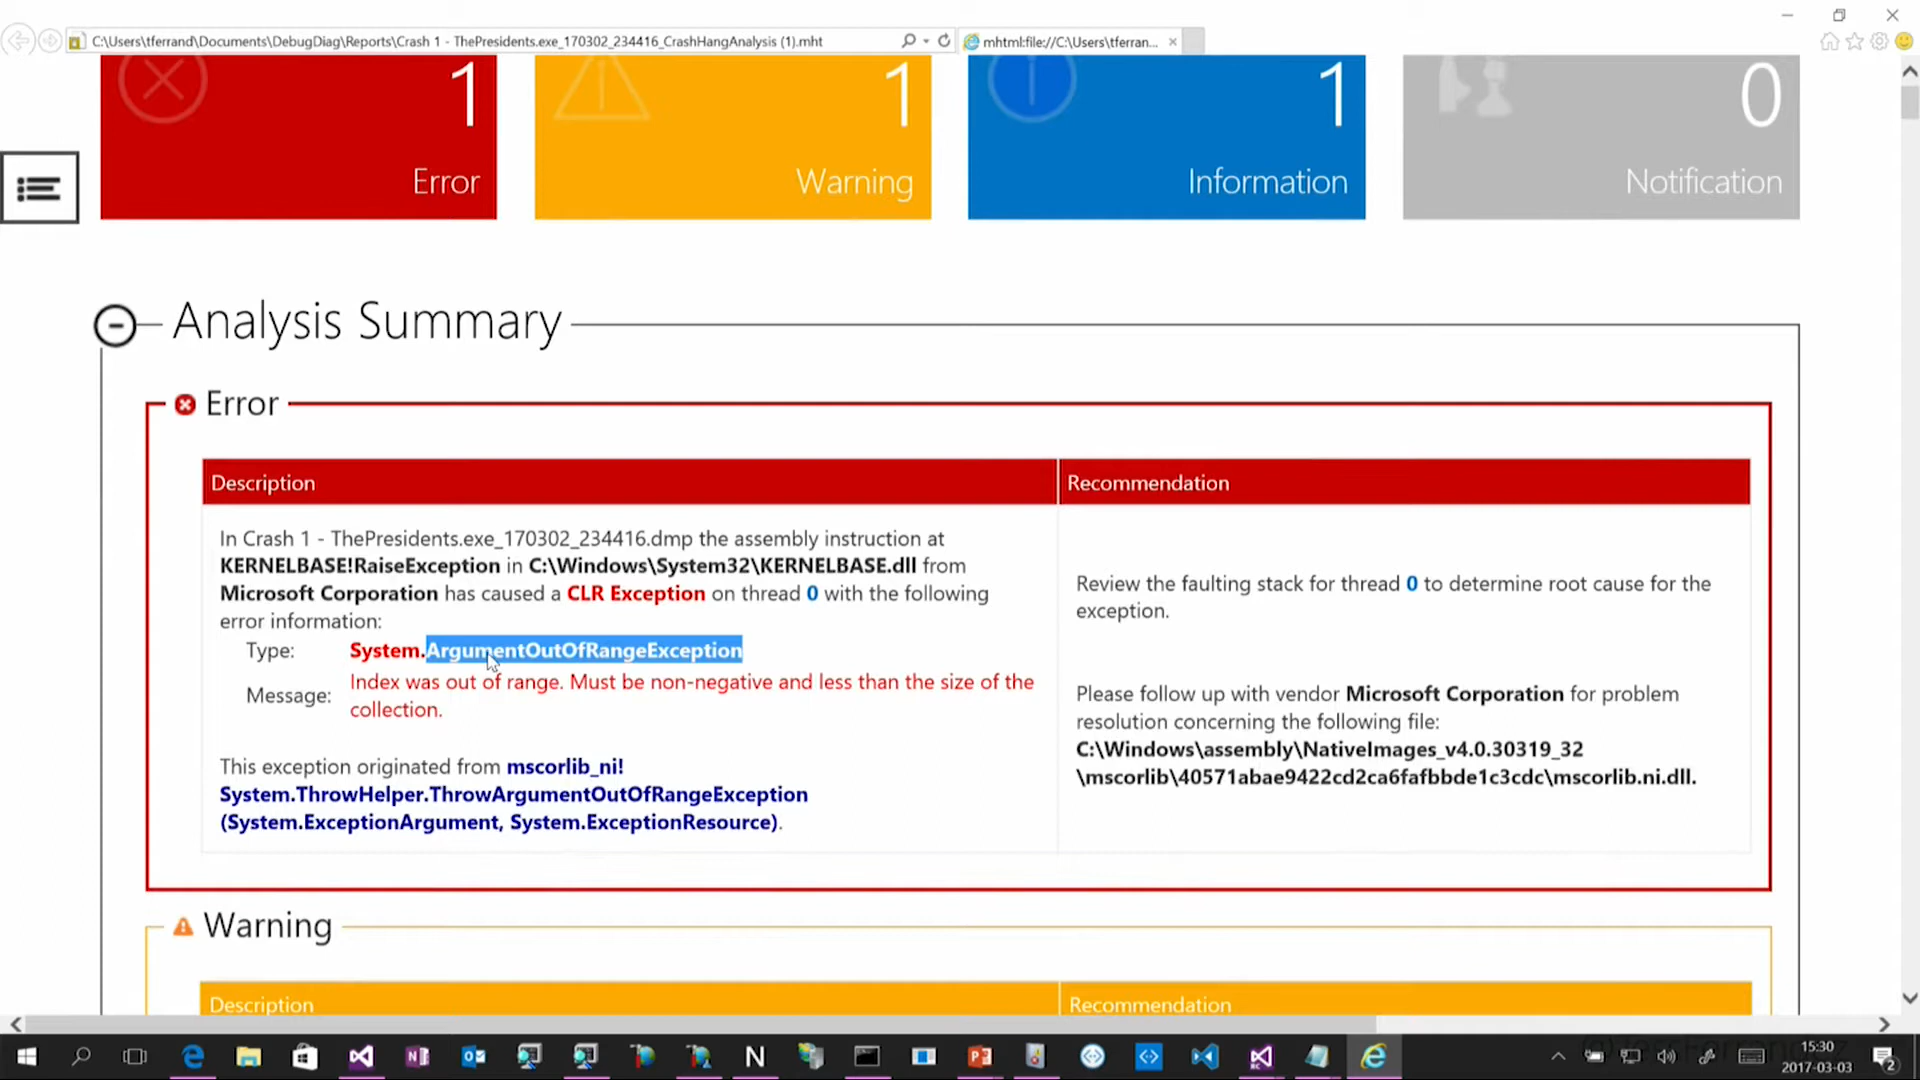 C:\Users\tferrand\Documents\DebugDiag\Reports\Crash 1 - ThePresidents.exe_170302_234416_CrashHangAnalysis (1).mht
mhtml:file://C:\Users\tferran...
1
Error
1
Warning
1
Information
0
Notification
Analysis Summary
Error
Description
Recommendation
In Crash 1 - ThePresidents.exe_170302_234416.dmp the assembly instruction at
KERNELBASE!RaiseException in C:\Windows\System32\KERNELBASE.dll from
Microsoft Corporation has caused a CLR Exception on thread 0 with the following
error information:
Type: System.ArgumentOutOfRangeException
Message: Index was out of range. Must be non-negative and less than the size of the
collection.
This exception originated from mscorlib_ni!
System.ThrowHelper.ThrowArgumentOutOfRangeException
(System.ExceptionArgument, System.ExceptionResource).
Review the faulting stack for thread 0 to determine root cause for the
exception.
Please follow up with vendor Microsoft Corporation for problem
resolution concerning the following file:
C:\Windows\assembly\NativeImages_v4.0.30319_32
\mscorlib\40571abae9422cd2ca6fafbbde1c3cdc\mscorlib.ni.dll.
Warning
Description
Recommendation
15:30
2017-03-03
2